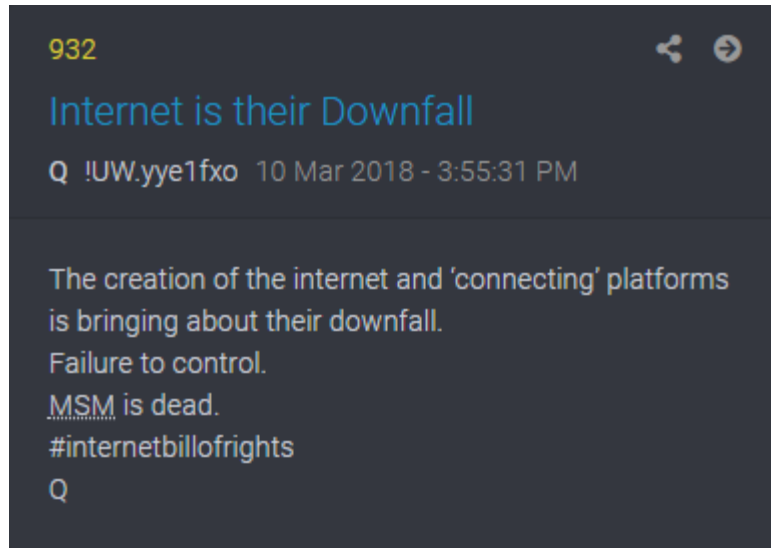 932
Internet is their Downfall
Q !UW.yye1fxo 10 Mar 2018 - 3:55:31 PM
The creation of the internet and ‘connecting’ platforms
is bringing about their downfall.
Failure to control.
MSM is dead.
#internetbillofrights
Q